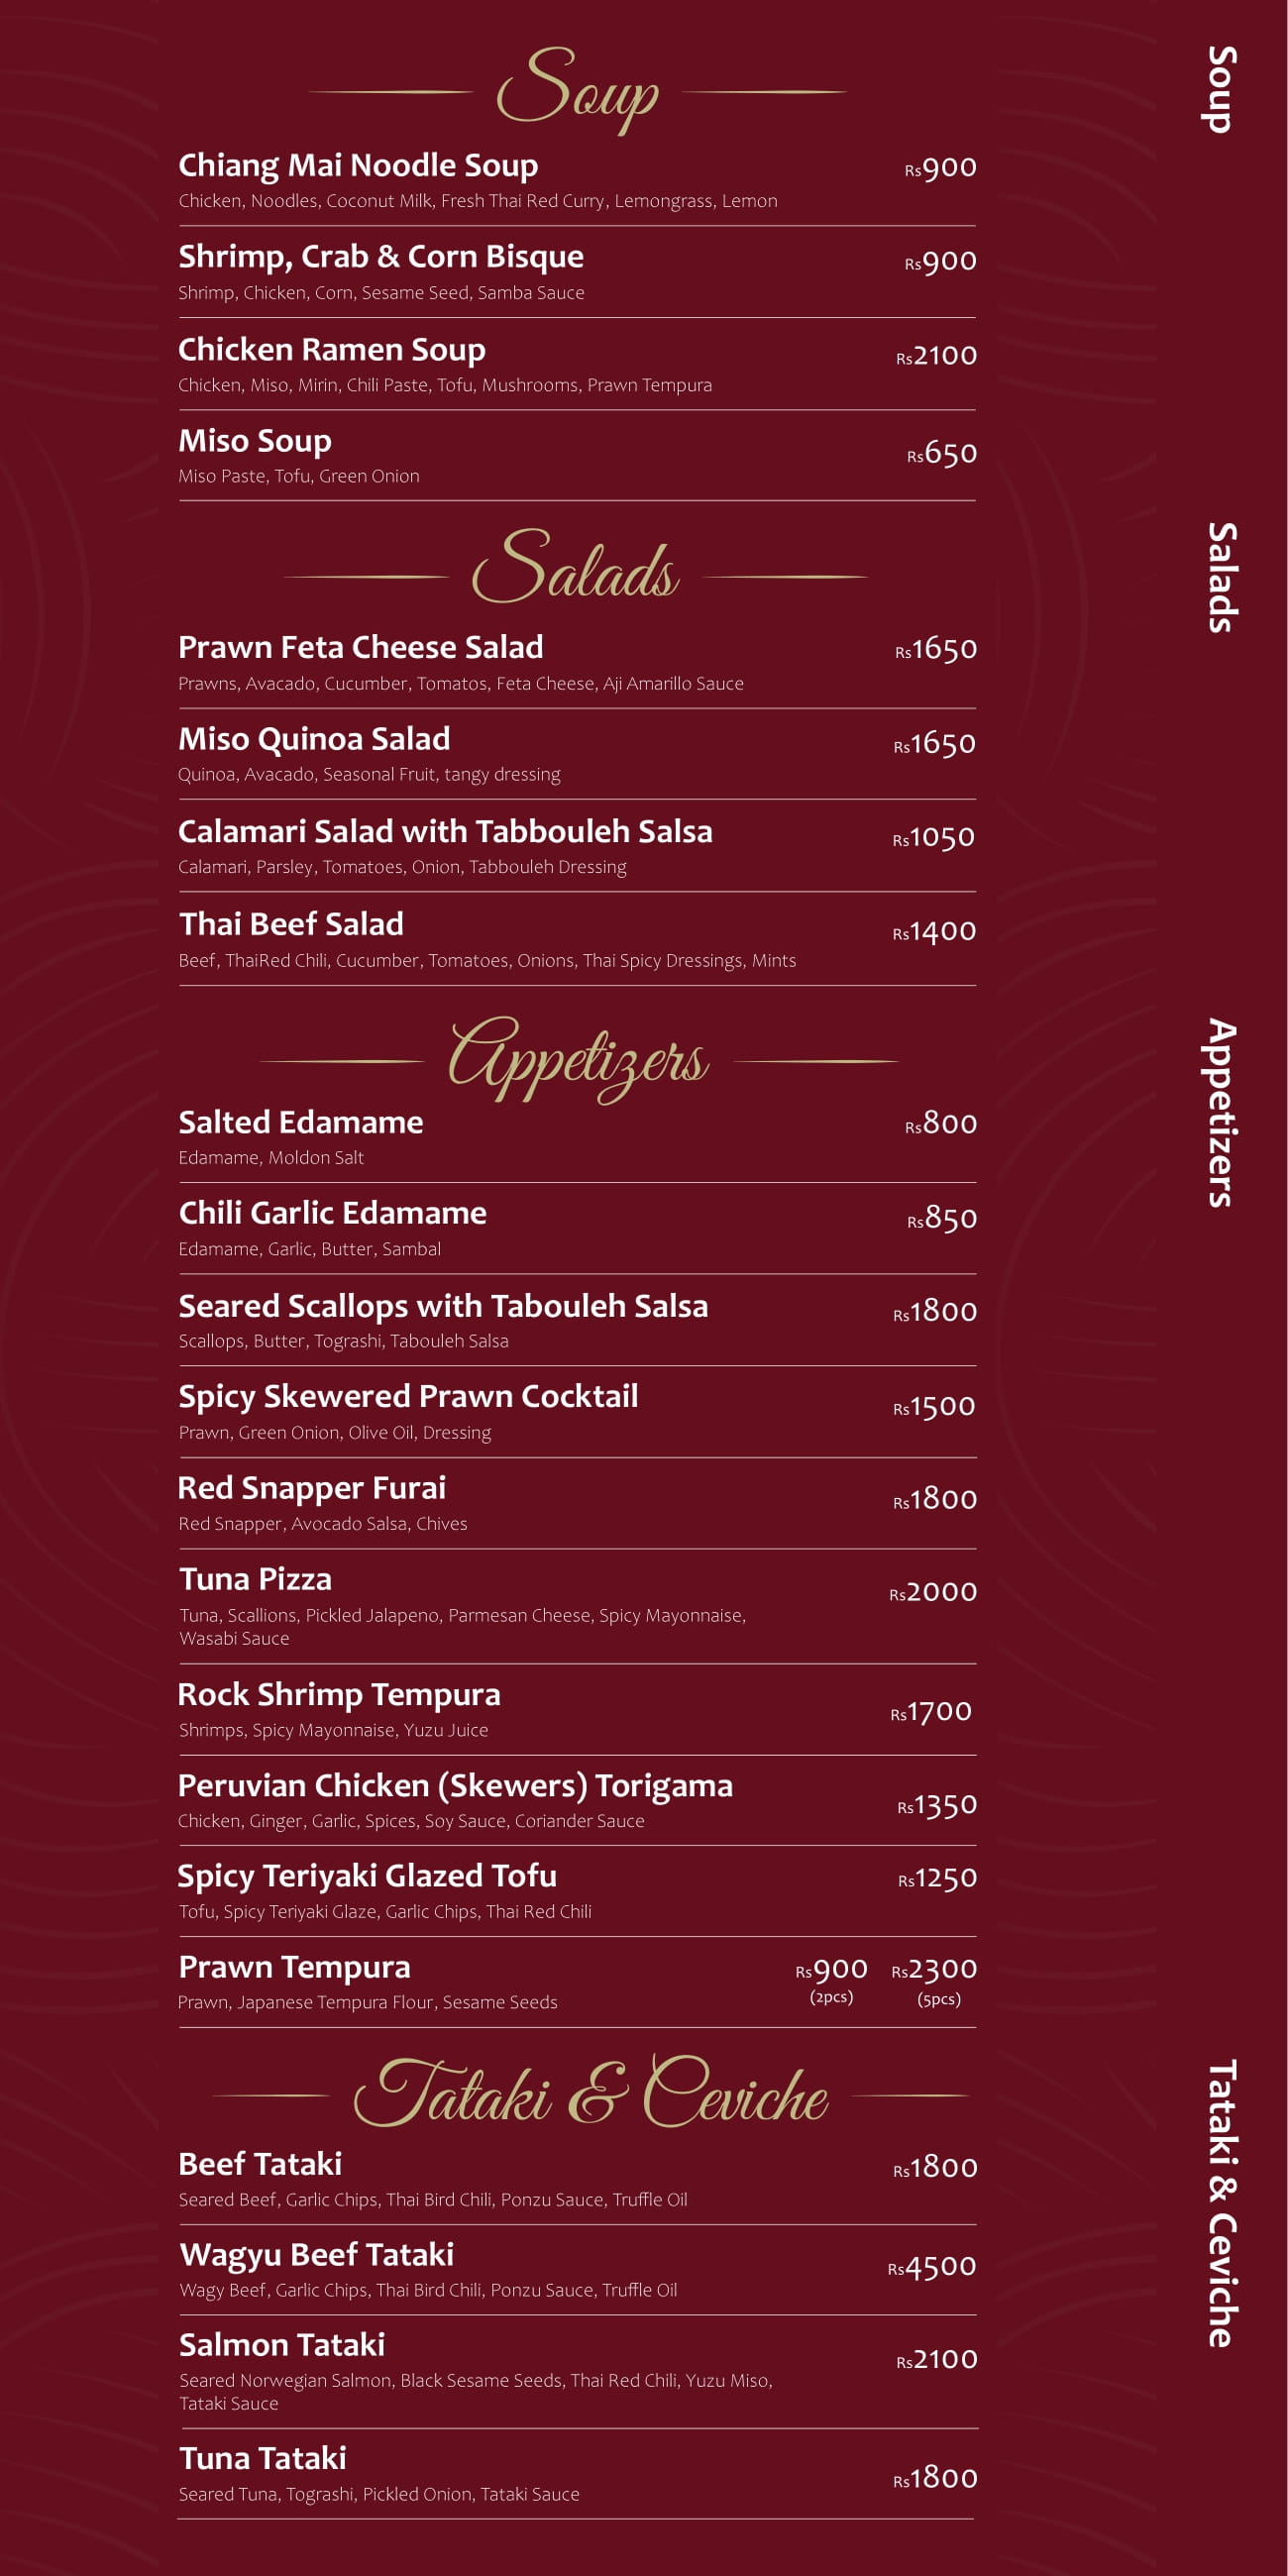 Soup
Chiang Mai Noodle Soup Rs900
Chicken, Noodles, Coconut Milk, Fresh Thai Red Curry, Lemongrass, Lemon
Shrimp, Crab & Corn Bisque Rs900
Shrimp, Chicken, Corn, Sesame Seed, Samba Sauce
Chicken Ramen Soup Rs2100
Chicken, Miso, Mirin, Chili Paste, Tofu, Mushrooms, Prawn Tempura
Miso Soup Rs650
Miso Paste, Tofu, Green Onion
Salads
Prawn Feta Cheese Salad Rs1650
Prawns, Avacado, Cucumber, Tomatos, Feta Cheese, Aji Amarillo Sauce
Miso Quinoa Salad Rs1650
Quinoa, Avacado, Seasonal Fruit, tangy dressing
Calamari Salad with Tabbouleh Salsa Rs1050
Calamari, Parsley, Tomatoes, Onion, Tabbouleh Dressing
Thai Beef Salad Rs1400
Beef, ThaiRed Chili, Cucumber, Tomatoes, Onions, Thai Spicy Dressings, Mints
Appetizers
Salted Edamame Rs800
Edamame, Moldon Salt
Chili Garlic Edamame Rs850
Edamame, Garlic, Butter, Sambal
Seared Scallops with Tabouleh Salsa Rs1800
Scallops, Butter, Tograshi, Tabouleh Salsa
Spicy Skewered Prawn Cocktail Rs1500
Prawn, Green Onion, Olive Oil, Dressing
Red Snapper Furai Rs1800
Red Snapper, Avocado Salsa, Chives
Tuna Pizza Rs2000
Tuna, Scallions, Pickled Jalapeno, Parmesan Cheese, Spicy Mayonnaise,
Wasabi Sauce
Rock Shrimp Tempura Rs1700
Shrimps, Spicy Mayonnaise, Yuzu Juice
Peruvian Chicken (Skewers) Torigama Rs1350
Chicken, Ginger, Garlic, Spices, Soy Sauce, Coriander Sauce
Spicy Teriyaki Glazed Tofu Rs1250
Tofu, Spicy Teriyaki Glaze, Garlic Chips, Thai Red Chili
Prawn Tempura Rs900 Rs2300
Prawn, Japanese Tempura Flour, Sesame Seeds (2pcs) (5pcs)
Tataki & Ceviche
Beef Tataki Rs1800
Seared Beef, Garlic Chips, Thai Bird Chili, Ponzu Sauce, Truffle Oil
Wagyu Beef Tataki Rs4500
Wagy Beef, Garlic Chips, Thai Bird Chili, Ponzu Sauce, Truffle Oil
Salmon Tataki Rs2100
Seared Norwegian Salmon, Black Sesame Seeds, Thai Red Chili, Yuzu Miso,
Tataki Sauce
Tuna Tataki Rs1800
Seared Tuna, Tograshi, Pickled Onion, Tataki Sauce
Soup
Salads
Appetizers
Tataki & Ceviche